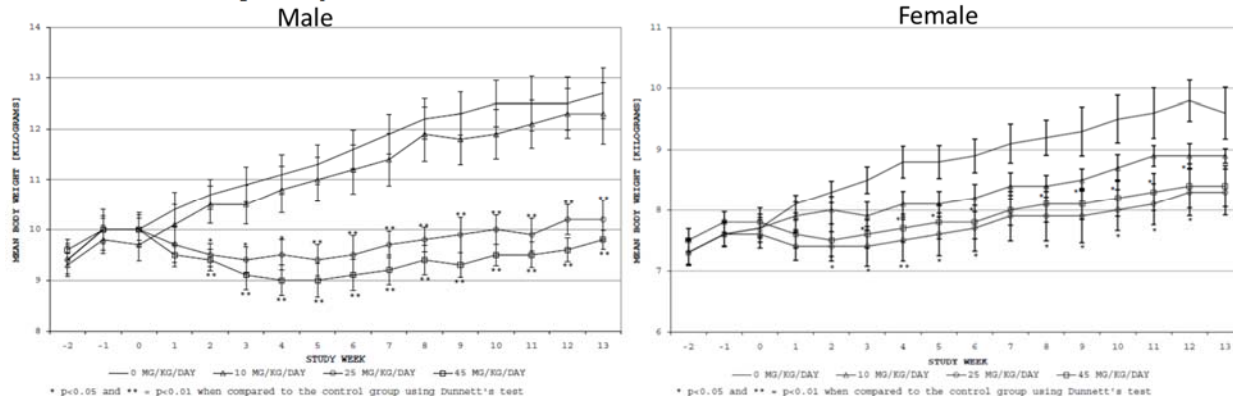 Male
Female
14
13
12
11
10
9
8
MEAN BODY WEIGHT [KILOGRAMS]
-2 -1 0 1 2 3 4 5 6 7 8 9 10 11 12 13
STUDY WEEK
0 MG/KG/DAY 10 MG/KG/DAY 25 MG/KG/DAY 45 MG/KG/DAY
* p<0.05 and ** = p<0.01 when compared to the control group using Dunnett's test
11
10
9
8
7
6
MEAN BODY WEIGHT [KILOGRAMS]
-2 -1 0 1 2 3 4 5 6 7 8 9 10 11 12 13
STUDY WEEK
0 MG/KG/DAY 10 MG/KG/DAY 25 MG/KG/DAY 45 MG/KG/DAY
* p<0.05 and ** = p<0.01 when compared to the control group using Dunnett's test